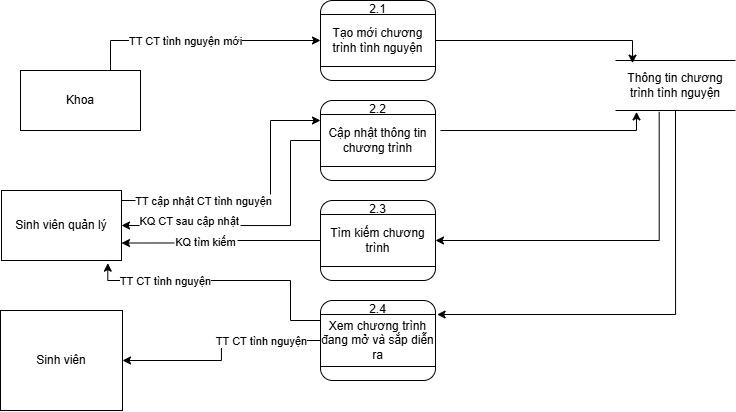 2.1
Tạo mới chương
trình tình nguyện
TT CT tình nguyện mới
Khoa
Thông tin chương
trình tình nguyện
2.2
Cập nhật thông tin
chương trình
TT cập nhật CT tình nguyện
Sinh viên quản lý
KQ CT sau cập nhật
2.3
Tìm kiếm chương
trình
KQ tìm kiếm
TT CT tình nguyện
2.4
Xem chương trình
đang mở và sắp diễn
ra
TT CT tình nguyện
Sinh viên